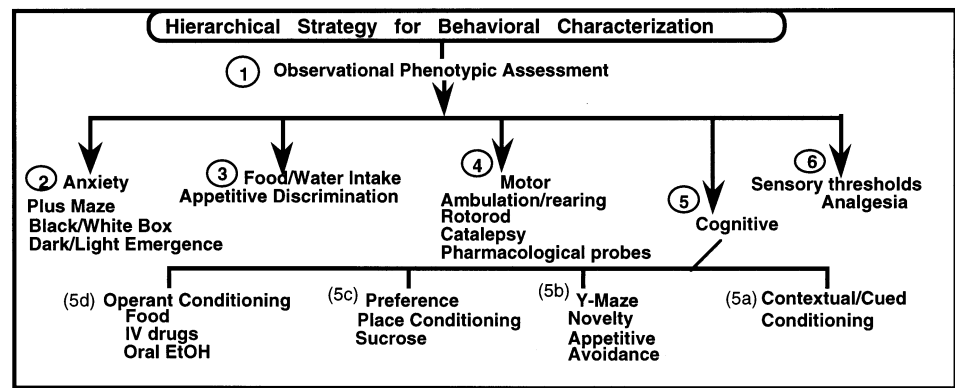 Hierarchical Strategy for Behavioral Characterization
1 Observational Phenotypic Assessment
2 Anxiety
Plus Maze
Black/White Box
Dark/Light Emergence
3 Food/Water Intake
Appetitive Discrimination
4 Motor
Ambulation/rearing
Rotorod
Catalepsy
Pharmacological probes
5 Cognitive
6 Sensory thresholds
Analgesia
(5d) Operant Conditioning
Food
IV drugs
Oral EtOH
(5c) Preference
Place Conditioning
Sucrose
(5b) Y-Maze
Novelty
Appetitive
Avoidance
(5a) Contextual/Cued
Conditioning